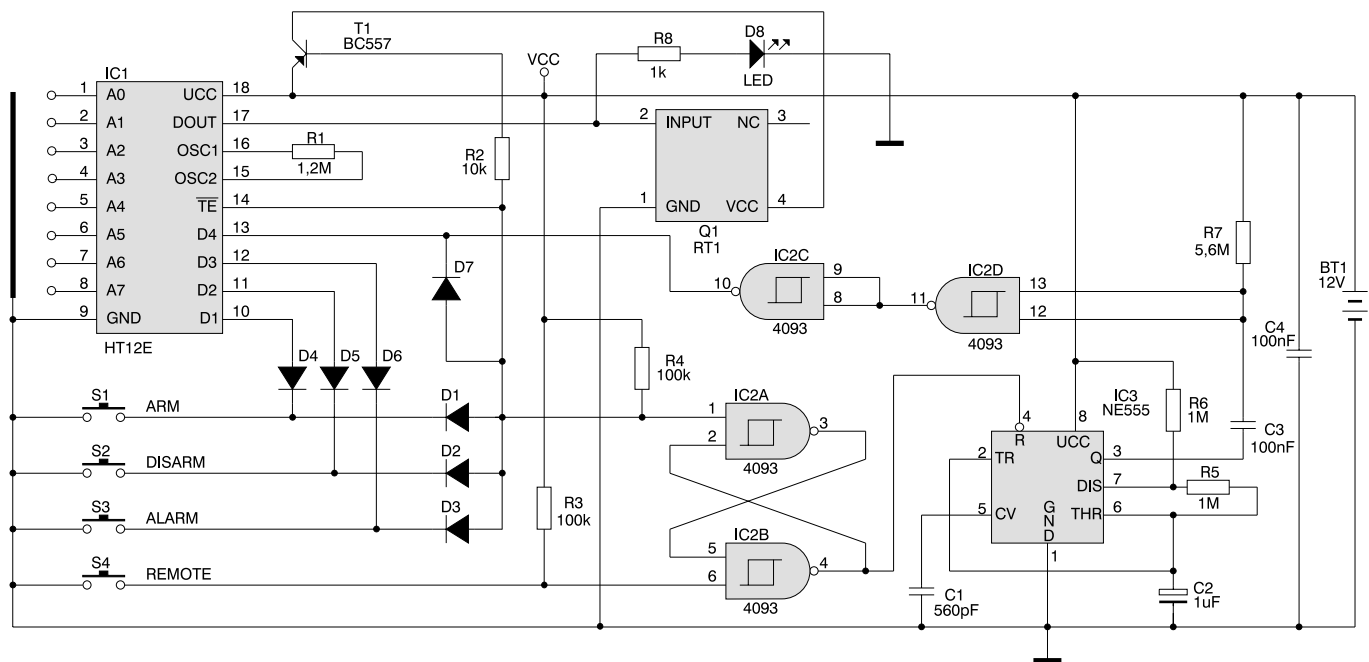 T1
BC557
IC1
1 A0 UCC 18
2 A1 DOUT 17
3 A2 OSC1 16
4 A3 OSC2 15
5 A4 TE 14
6 A5 D4 13
7 A6 D3 12
8 A7 D2 11
9 GND D1 10
HT12E
R1
1,2M
R2
10k
VCC
R8
1k
D8
LED
2 INPUT NC 3
1 GND VCC 4
Q1
RT1
R7
5,6M
BT1
12V
IC2C
10 9
8
4093
IC2D
11 13
12
4093
D7
D4 D5 D6
R4
100k
C4
100nF
S1
ARM
D1
S2
DISARM
D2
S3
ALARM
D3
S4
REMOTE
R3
100k
IC2A
1
2
3
4093
IC2B
5
6
4
4093
IC3
NE555
4 8
R UCC
2 TR Q 3
DIS 7
5 CV GND THR 6
1
R6
1M
R5
1M
C3
100nF
C1
560pF
C2
1uF